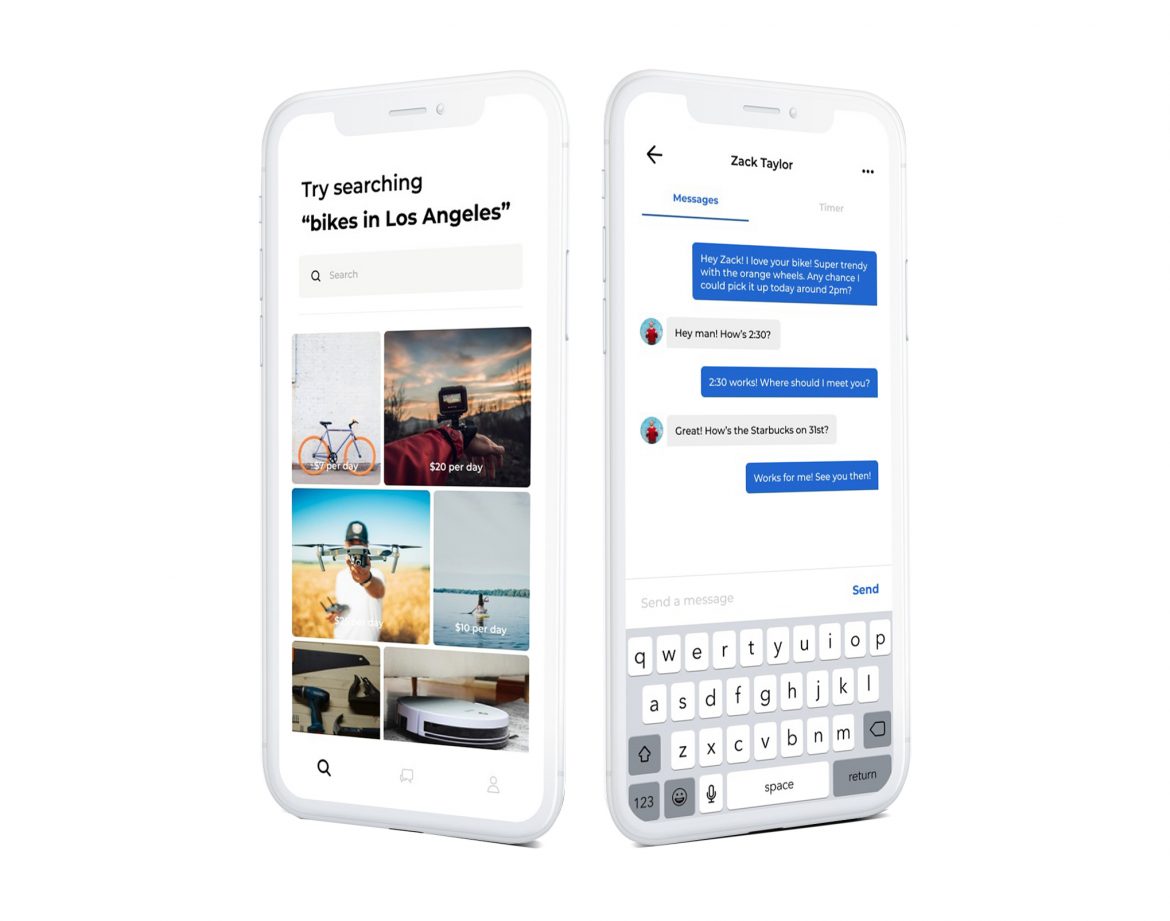 Try searching
“bikes in Los Angeles”
Search
$7 per day
$20 per day
per day
$10 per day
Zack Taylor
Messages
Timer
Hey Zack! I love your bike! Super trendy
with the orange wheels. Any chance I
could pick it up today around 2pm?
Hey man! How’s 2:30?
2:30 works! Where should I meet you?
Great! How’s the Starbucks on 31st?
Works for me! See you then!
Send a message
Send
q w e r t y u i o p
a s d f g h j k l
z x c v b n m
123 space return